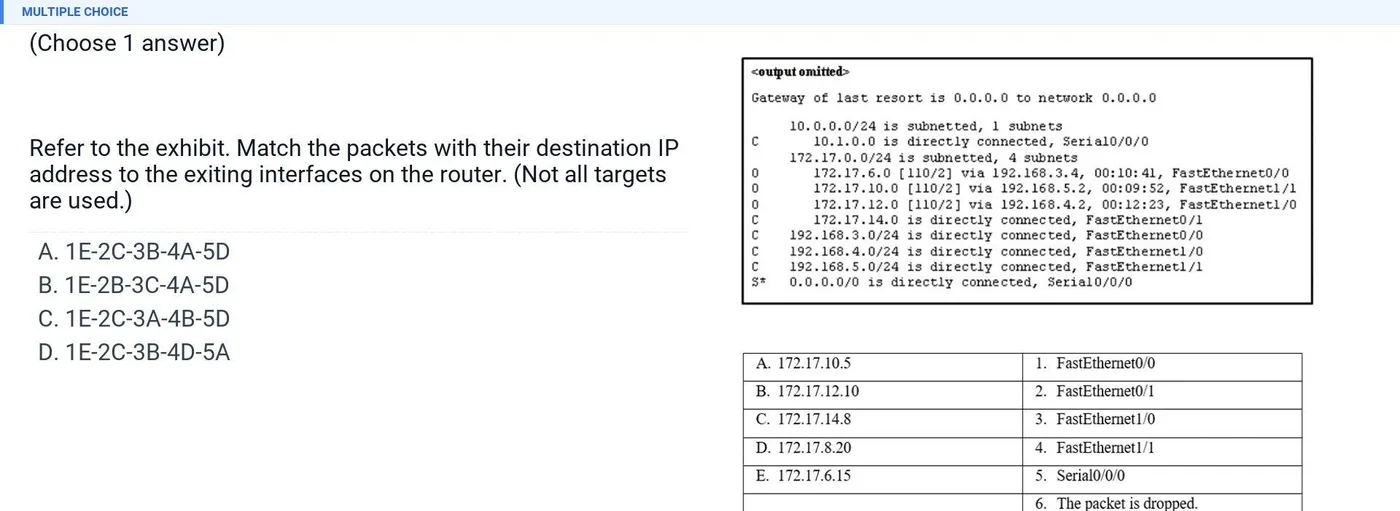 MULTIPLE CHOICE
(Choose 1 answer)
Refer to the exhibit. Match the packets with their destination IP
address to the exiting interfaces on the router. (Not all targets
are used.)
A. 1E-2C-3B-4A-5D
B. 1E-2B-3C-4A-5D
C. 1E-2C-3A-4B-5D
D. 1E-2C-3B-4D-5A
<output omitted>
Gateway of last resort is 0.0.0.0 to network 0.0.0.0
10.0.0.0/24 is subnetted, 1 subnets
C 10.1.0.0 is directly connected, Serial0/0/0
172.17.0.0/24 is subnetted, 4 subnets
O 172.17.6.0 [110/2] via 192.168.3.4, 00:10:41, FastEthernet0/0
O 172.17.10.0 [110/2] via 192.168.5.2, 00:09:52, FastEthernet1/1
O 172.17.12.0 [110/2] via 192.168.4.2, 00:12:23, FastEthernet1/0
C 172.17.14.0 is directly connected, FastEthernet0/1
C 192.168.3.0/24 is directly connected, FastEthernet0/0
C 192.168.4.0/24 is directly connected, FastEthernet1/0
C 192.168.5.0/24 is directly connected, FastEthernet1/1
S* 0.0.0.0/0 is directly connected, Serial0/0/0
A. 172.17.10.5 1. FastEthernet0/0
B. 172.17.12.10 2. FastEthernet0/1
C. 172.17.14.8 3. FastEthernet1/0
D. 172.17.8.20 4. FastEthernet1/1
E. 172.17.6.15 5. Serial0/0/0
6. The packet is dropped.